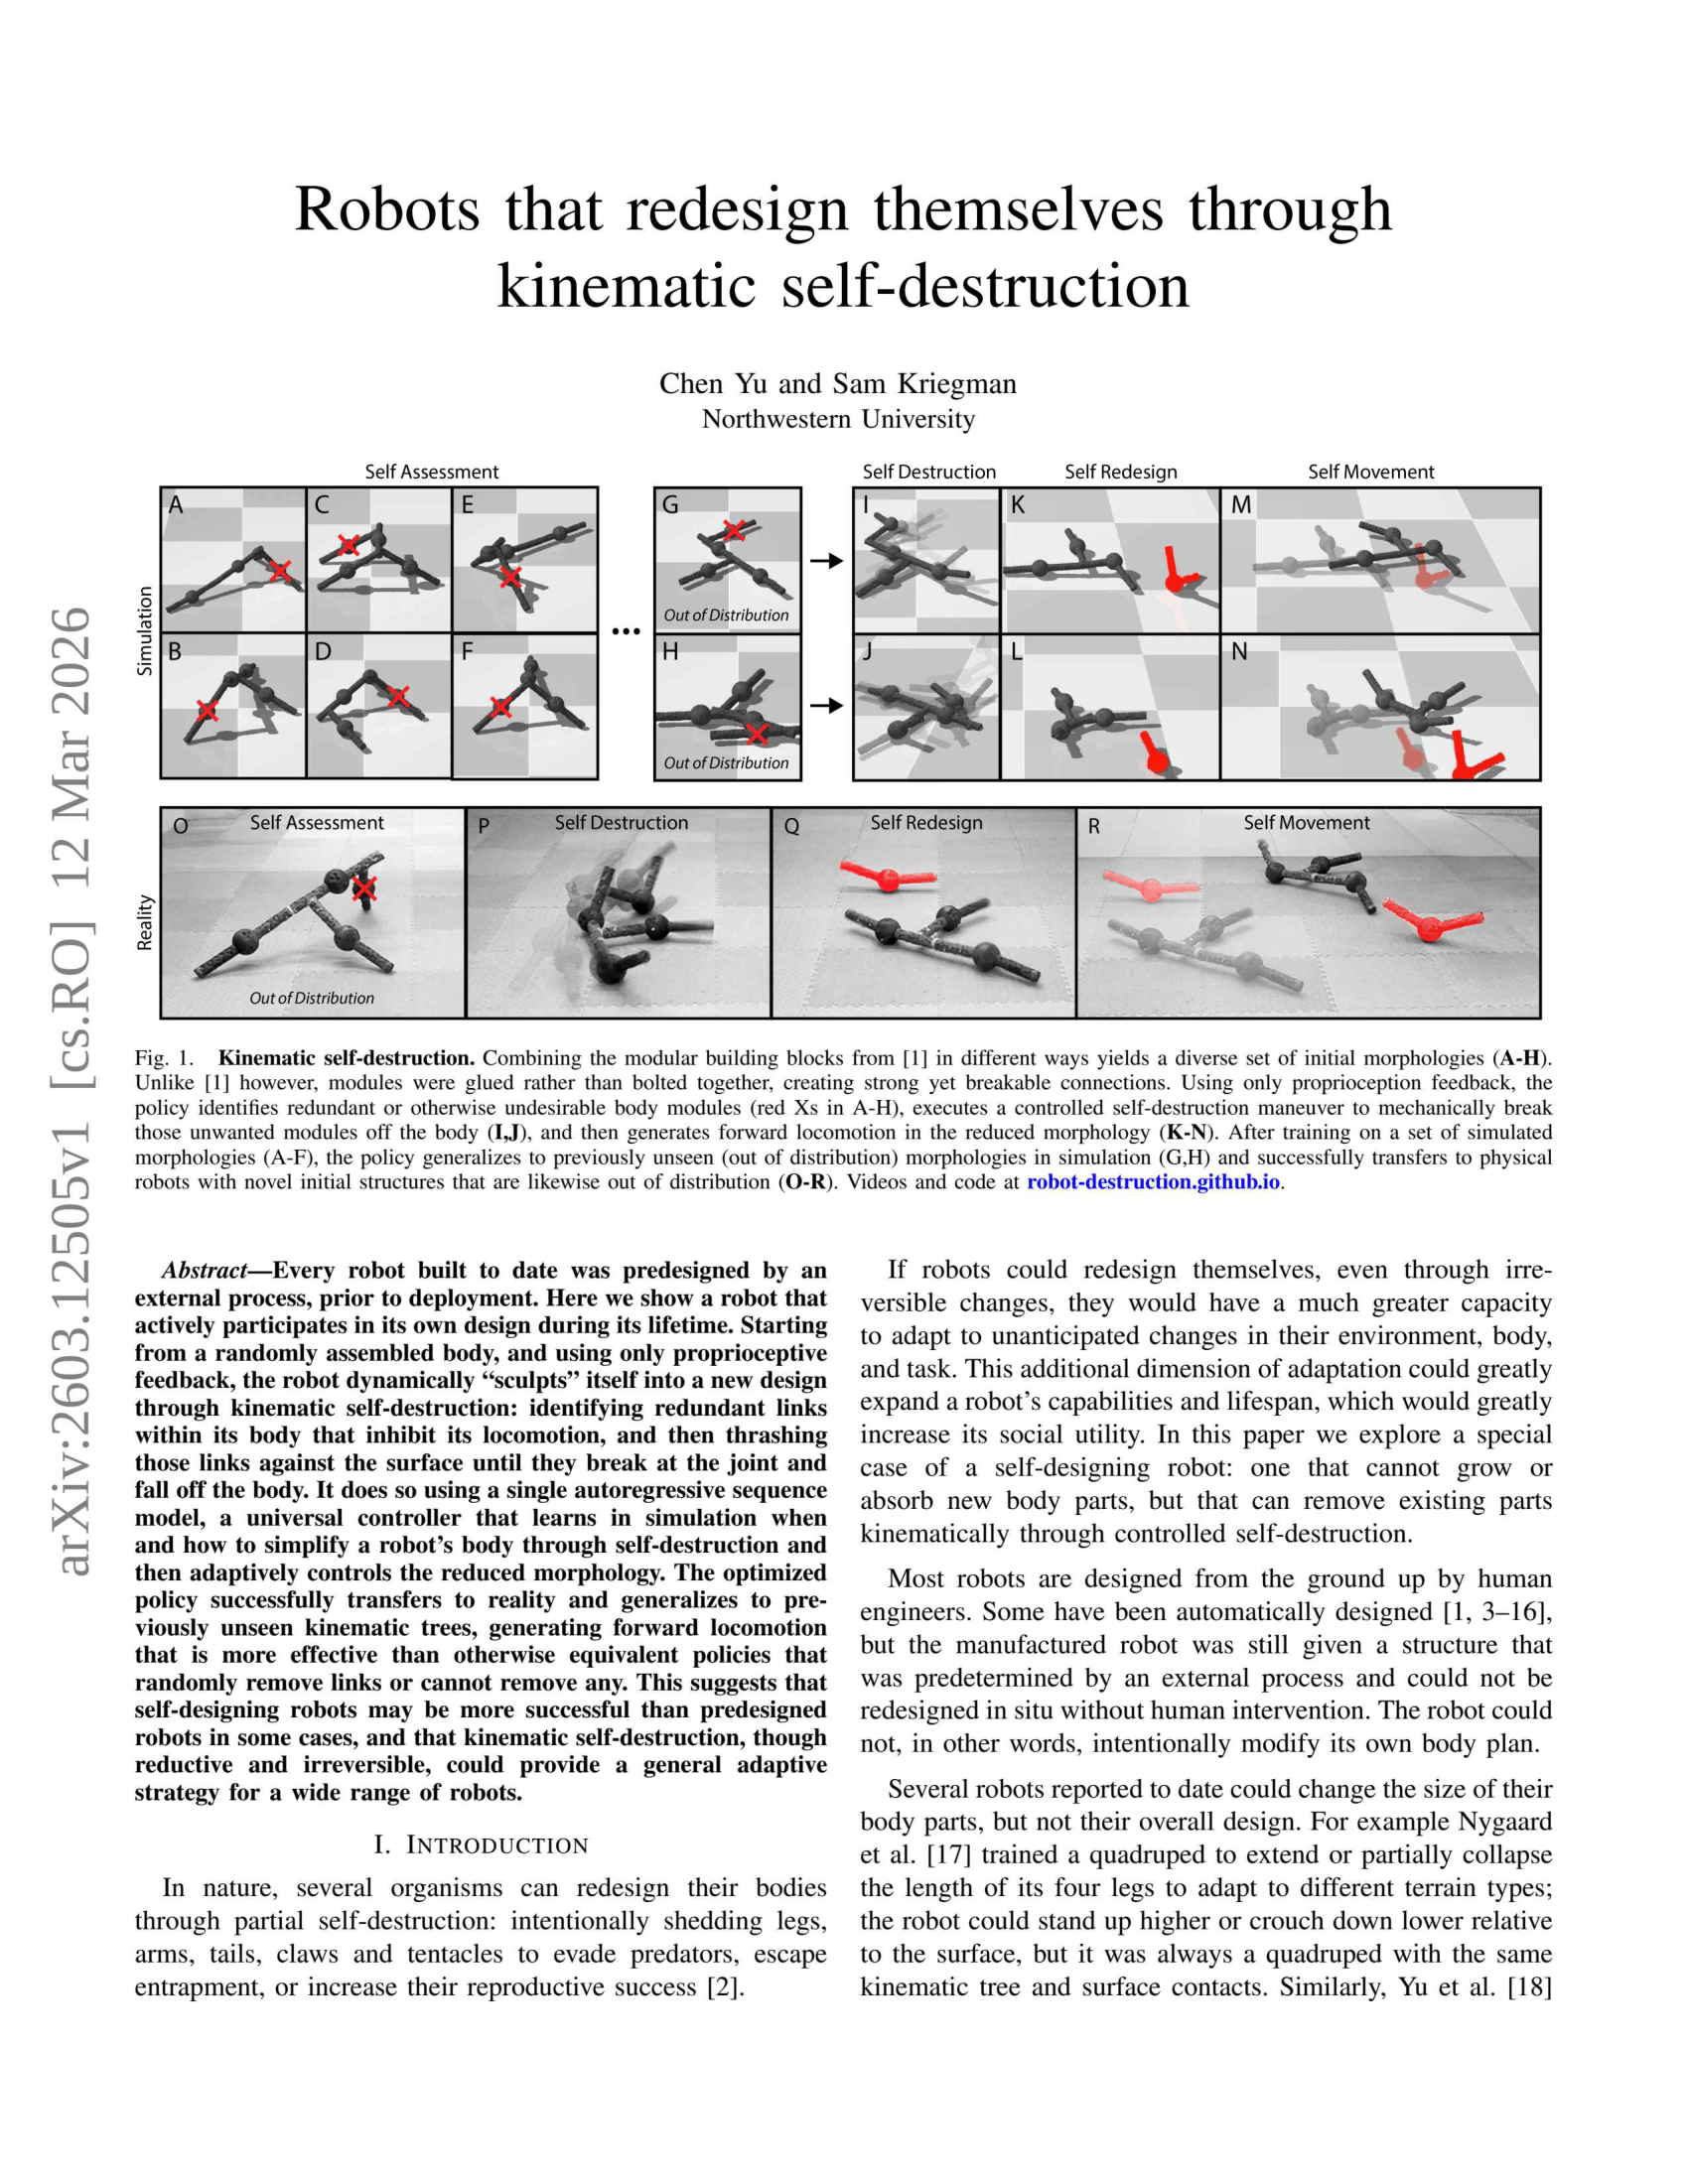 arXiv:2603.12505v1 [cs.RO] 12 Mar 2026
Robots that redesign themselves through
kinematic self-destruction
Chen Yu and Sam Kriegman
Northwestern University
Self Assessment
Self Destruction
Self Redesign
Self Movement
Simulation
A
C
E
G
Out of Distribution
I
K
M
B
D
F
...
H
Out of Distribution
J
L
N
Reality
O
Self Assessment
Out of Distribution
P
Self Destruction
Q
Self Redesign
R
Self Movement
Fig. 1. Kinematic self-destruction. Combining the modular building blocks from [1] in different ways yields a diverse set of initial morphologies (A-H).
Unlike [1] however, modules were glued rather than bolted together, creating strong yet breakable connections. Using only proprioception feedback, the
policy identifies redundant or otherwise undesirable body modules (red Xs in A-H), executes a controlled self-destruction maneuver to mechanically break
those unwanted modules off the body (I,J), and then generates forward locomotion in the reduced morphology (K-N). After training on a set of simulated
morphologies (A-F), the policy generalizes to previously unseen (out of distribution) morphologies in simulation (G,H) and successfully transfers to physical
robots with novel initial structures that are likewise out of distribution (O-R). Videos and code at robot-destruction.github.io.
Abstract—Every robot built to date was predesigned by an
external process, prior to deployment. Here we show a robot that
actively participates in its own design during its lifetime. Starting
from a randomly assembled body, and using only proprioceptive
feedback, the robot dynamically “sculpts” itself into a new design
through kinematic self-destruction: identifying redundant links
within its body that inhibit its locomotion, and then thrashing
those links against the surface until they break at the joint and
fall off the body. It does so using a single autoregressive sequence
model, a universal controller that learns in simulation when
and how to simplify a robot’s body through self-destruction and
then adaptively controls the reduced morphology. The optimized
policy successfully transfers to reality and generalizes to pre-
viously unseen kinematic trees, generating forward locomotion
that is more effective than otherwise equivalent policies that
randomly remove links or cannot remove any. This suggests that
self-designing robots may be more successful than predesigned
robots in some cases, and that kinematic self-destruction, though
reductive and irreversible, could provide a general adaptive
strategy for a wide range of robots.
I. INTRODUCTION
In nature, several organisms can redesign their bodies
through partial self-destruction: intentionally shedding legs,
arms, tails, claws and tentacles to evade predators, escape
entrapment, or increase their reproductive success [2].
If robots could redesign themselves, even through irre-
versible changes, they would have a much greater capacity
to adapt to unanticipated changes in their environment, body,
and task. This additional dimension of adaptation could greatly
expand a robot’s capabilities and lifespan, which would greatly
increase its social utility. In this paper we explore a special
case of a self-designing robot: one that cannot grow or
absorb new body parts, but that can remove existing parts
kinematically through controlled self-destruction.
Most robots are designed from the ground up by human
engineers. Some have been automatically designed [1, 3–16],
but the manufactured robot was still given a structure that
was predetermined by an external process and could not be
redesigned in situ without human intervention. The robot could
not, in other words, intentionally modify its own body plan.
Several robots reported to date could change the size of their
body parts, but not their overall design. For example Nygaard
et al. [17] trained a quadruped to extend or partially collapse
the length of its four legs to adapt to different terrain types;
the robot could stand up higher or crouch down lower relative
to the surface, but it was always a quadruped with the same
kinematic tree and surface contacts. Similarly, Yu et al. [18]